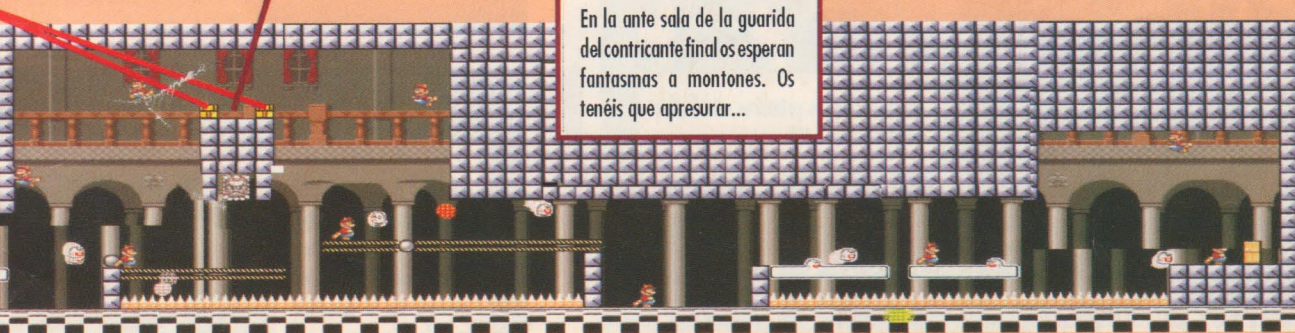 En la ante sala de la guarida
del contricante final os esperan
fantasmas a montones. Os
tenéis que apresurar...